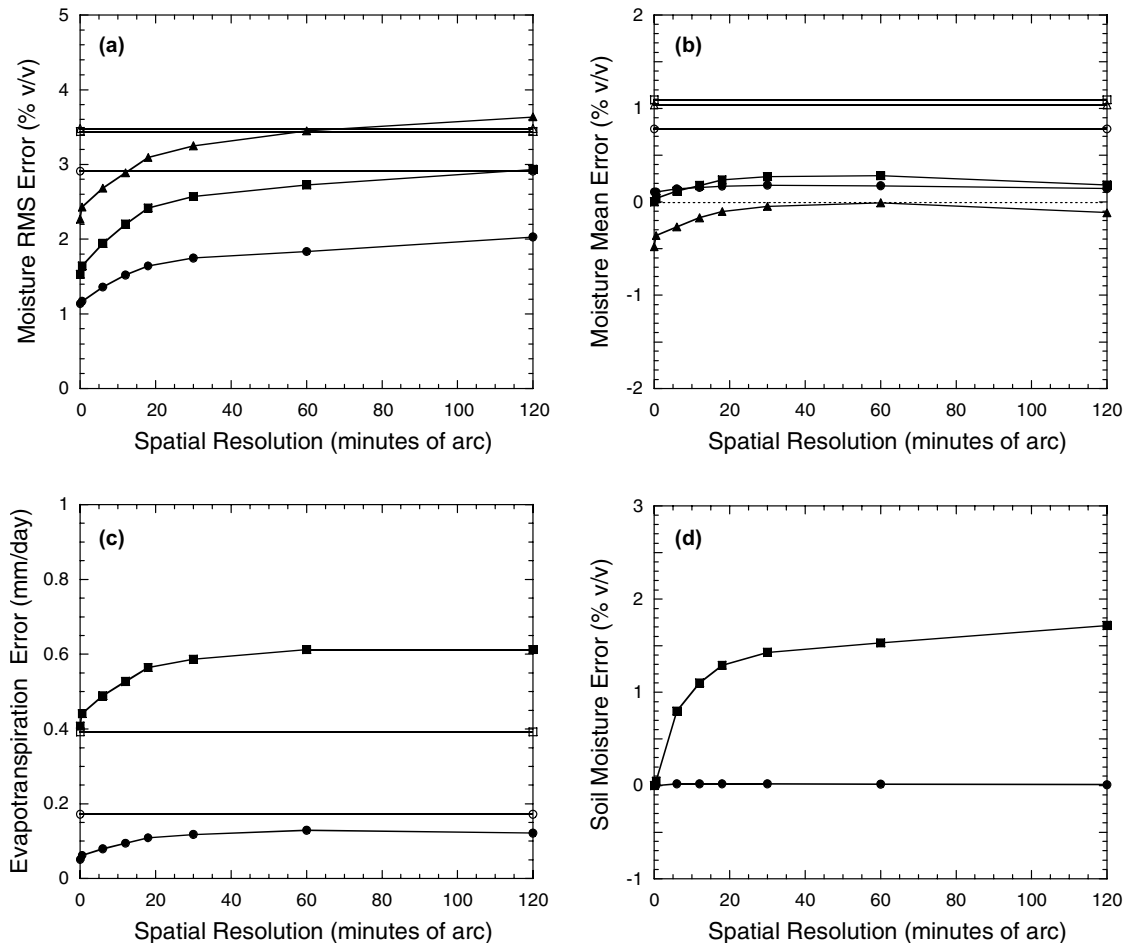 (a)
Moisture RMS Error (% v/v)
5
4
3
2
1
0
0 20 40 60 80 100 120
Spatial Resolution (minutes of arc)
(b)
Moisture Mean Error (% v/v)
2
1
0
-1
-2
0 20 40 60 80 100 120
Spatial Resolution (minutes of arc)
(c)
Evapotranspiration Error (mm/day)
1
0.8
0.6
0.4
0.2
0
0 20 40 60 80 100 120
Spatial Resolution (minutes of arc)
(d)
Soil Moisture Error (% v/v)
3
2
1
0
-1
0 20 40 60 80 100 120
Spatial Resolution (minutes of arc)